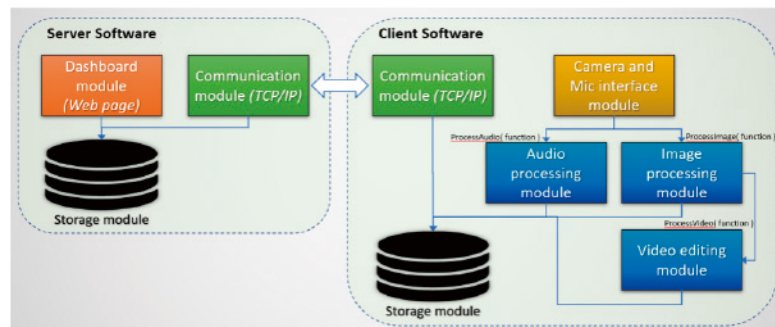 Server Software
Dashboard
module
(Web page)
Communication
module (TCP/IP)
Storage module
Client Software
Communication
module (TCP/IP)
Camera and
Mic interface
module
ProcessAudio( function )
ProcessImage( function )
Audio
processing
module
Image
processing
module
ProcessVideo( function )
Video editing
module
Storage module